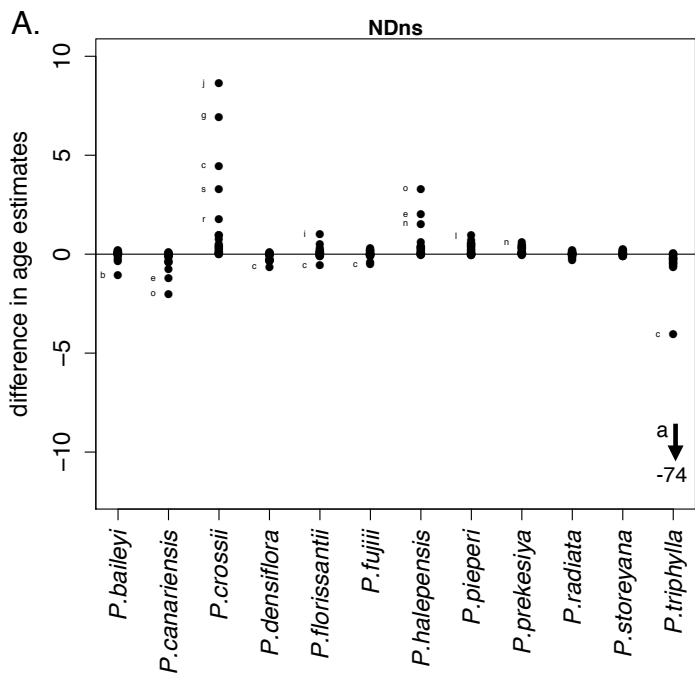 A.
NDns
difference in age estimates
10
5
0
−5
−10
j
g
c
s
r
i
o
e
n
l
n
b
e
o
c
c
c
c
a
-74
P.baileyi
P.canariensis
P.crossii
P.densiflora
P.florissantii
P.fujiii
P.halepensis
P.pieperi
P.prekesiya
P.radiata
P.storeyana
P.triphylla